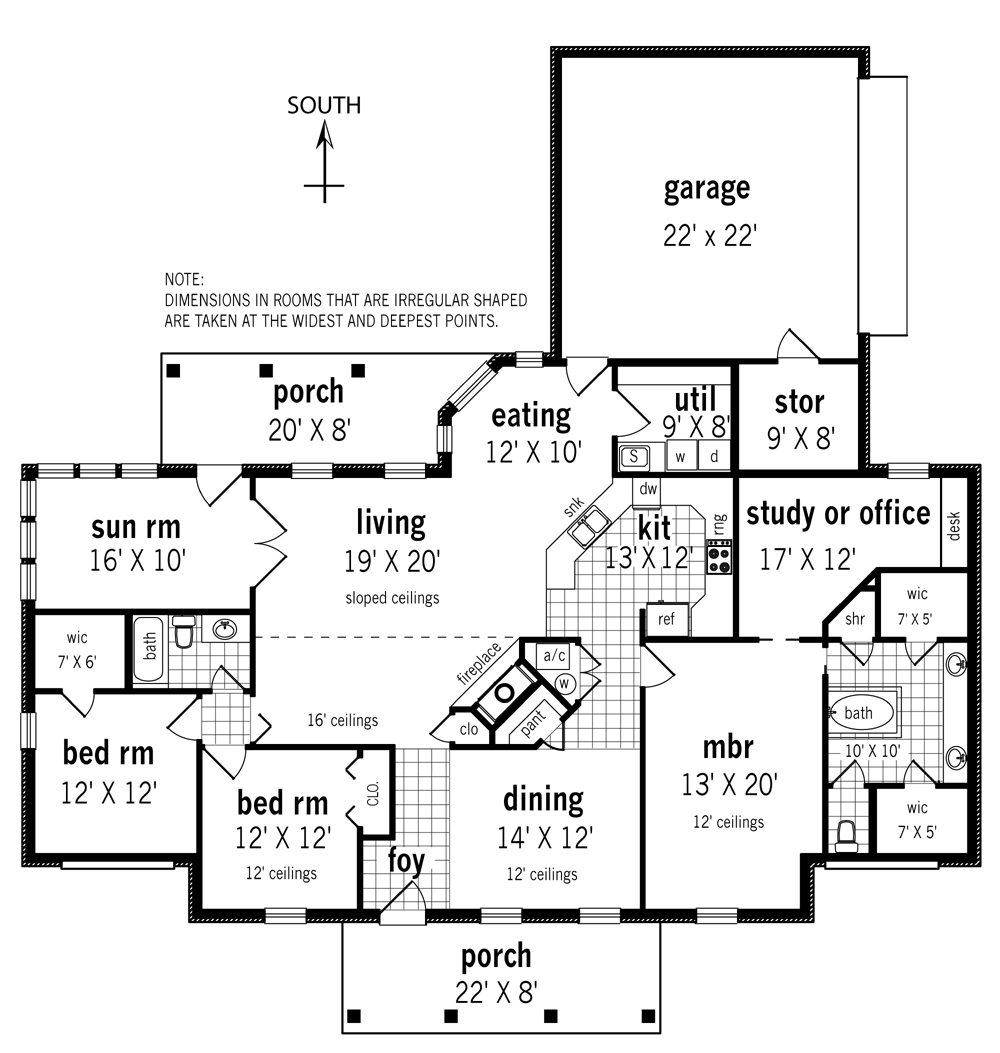 SOUTH
garage
22' x 22'
NOTE:
DIMENSIONS IN ROOMS THAT ARE IRREGULAR SHAPED
ARE TAKEN AT THE WIDEST AND DEEPEST POINTS.
porch
20' X 8'
eating
12' X 10'
util
9' X 8'
S
w
d
stor
9' X 8'
sun rm
16' X 10'
living
19' X 20'
sloped ceilings
snk
dw
kit
13' X 12'
rng
ref
study or office
17' X 12'
desk
wic
7' X 6'
bath
wic
7' X 5'
shr
fireplace
a/c
w
pant
clo
16' ceilings
bath
10' X 10'
bed rm
12' X 12'
bed rm
12' X 12'
12' ceilings
CLO.
foy
dining
14' X 12'
12' ceilings
mbr
13' X 20'
12' ceilings
wic
7' X 5'
porch
22' X 8'